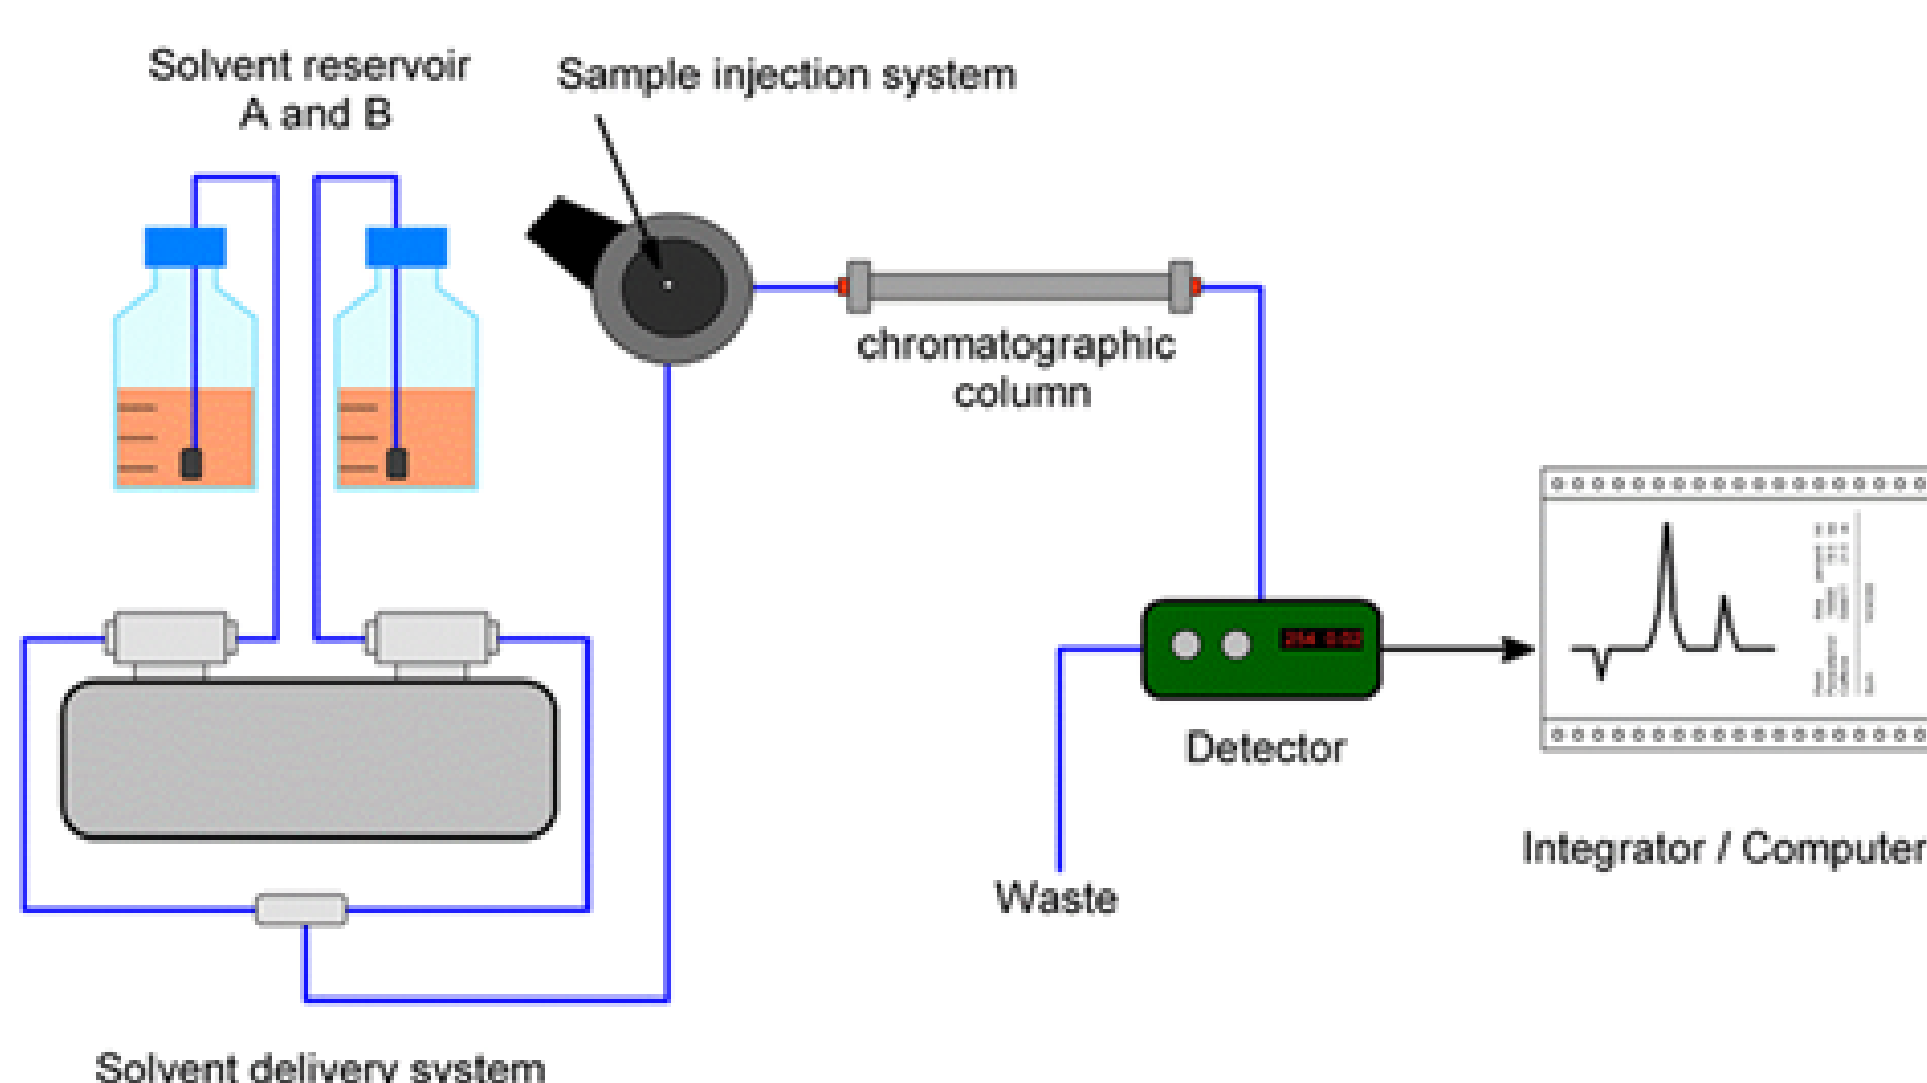 Solvent reservoir
A and B
Sample injection system
chromatographic
column
Detector
Waste
Integrator / Computer
Solvent delivery system